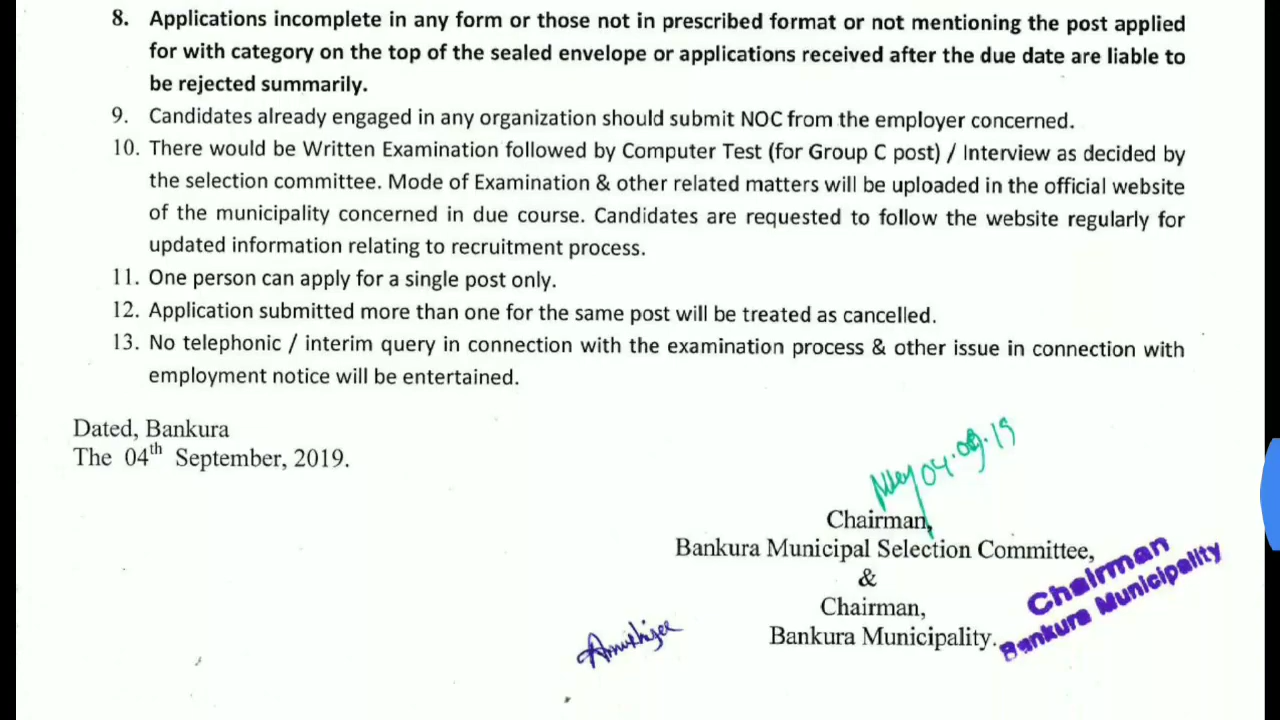 8. Applications incomplete in any form or those not in prescribed format or not mentioning the post applied
for with category on the top of the sealed envelope or applications received after the due date are liable to
be rejected summarily.
9. Candidates already engaged in any organization should submit NOC from the employer concerned.
10. There would be Written Examination followed by Computer Test (for Group C post) / Interview as decided by
the selection committee. Mode of Examination & other related matters will be uploaded in the official website
of the municipality concerned in due course. Candidates are requested to follow the website regularly for
updated information relating to recruitment process.
11. One person can apply for a single post only.
12. Application submitted more than one for the same post will be treated as cancelled.
13. No telephonic / interim query in connection with the examination process & other issue in connection with
employment notice will be entertained.
Dated, Bankura
The 04th September, 2019.
04.09.19
Chairman,
Bankura Municipal Selection Committee,
&
Chairman,
Bankura Municipality.
Chairman
Bankura Municipality